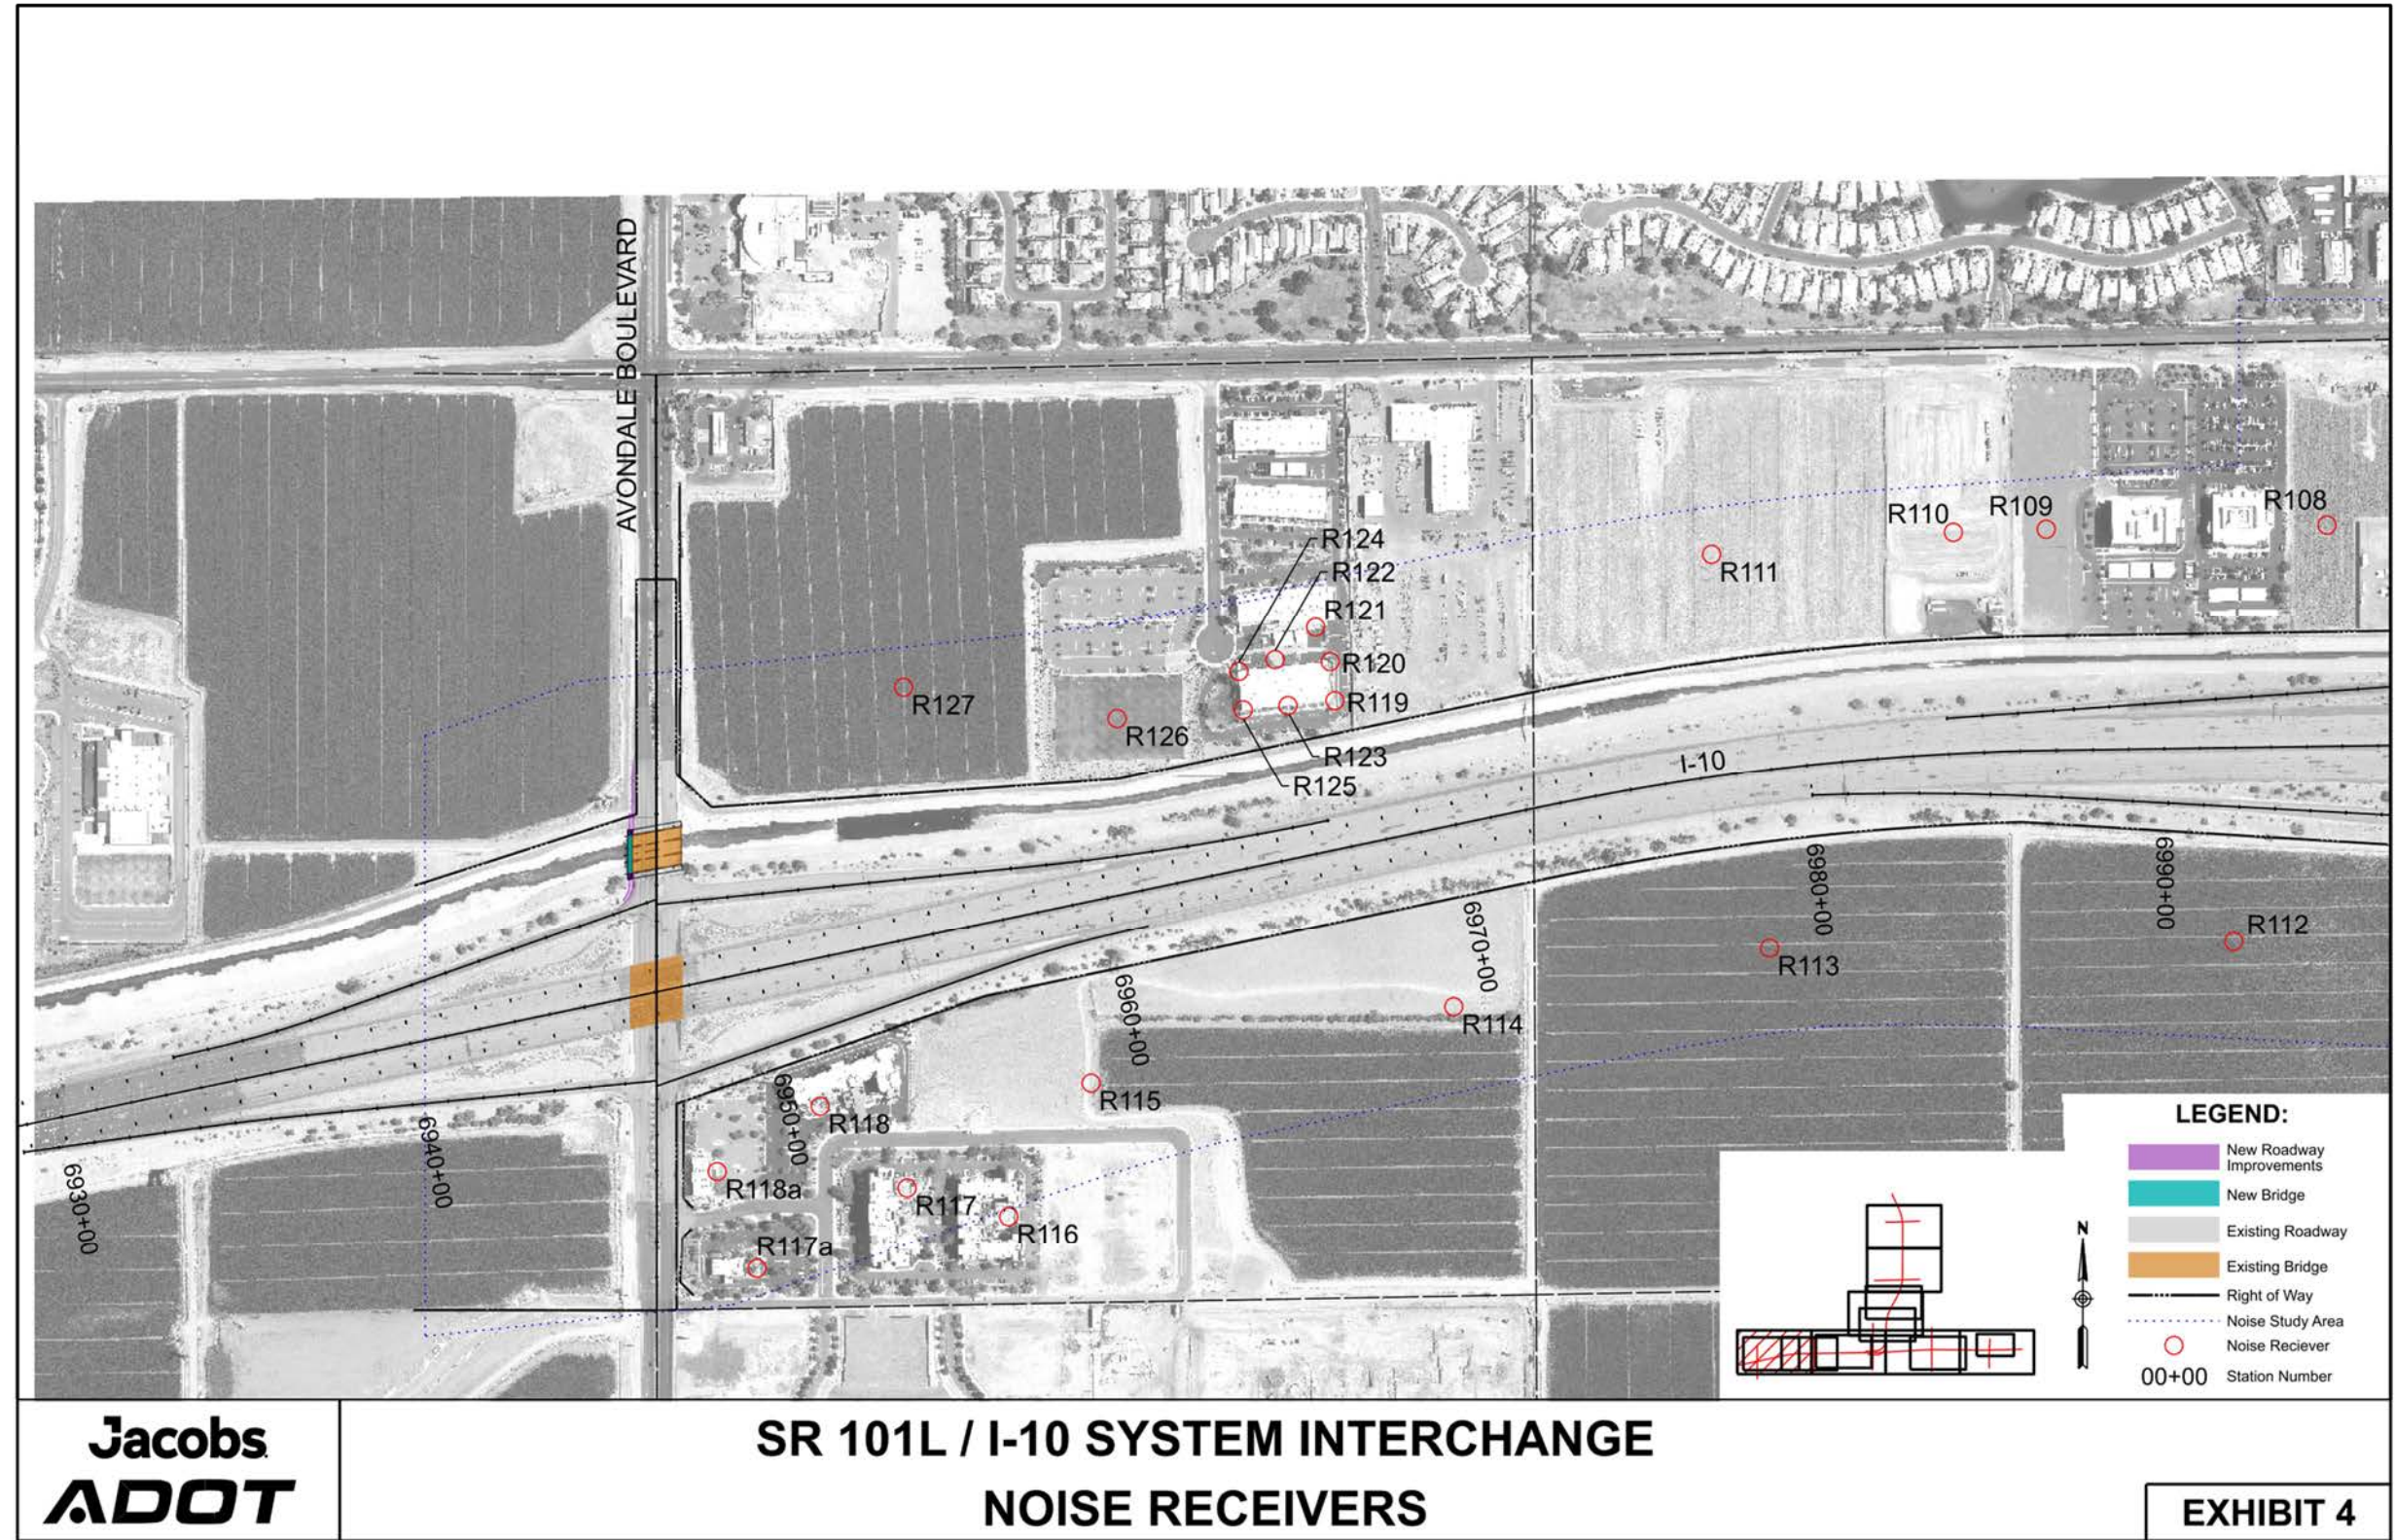 AVONDALE BOULEVARD
R108
R109
R110
R124
R122
R111
R121
R120
R119
R127
R126
R123
R125
I-10
6980+00
6990+00
R112
R113
6970+00
6960+00
R114
R115
6950+00
R118
6940+00
6930+00
R118a
R117
R116
R117a
LEGEND:
New Roadway
Improvements
New Bridge
Existing Roadway
Existing Bridge
Right of Way
Noise Study Area
Noise Reciever
00+00 Station Number
N
Jacobs
ADOT
SR 101L / I-10 SYSTEM INTERCHANGE
NOISE RECEIVERS
EXHIBIT 4